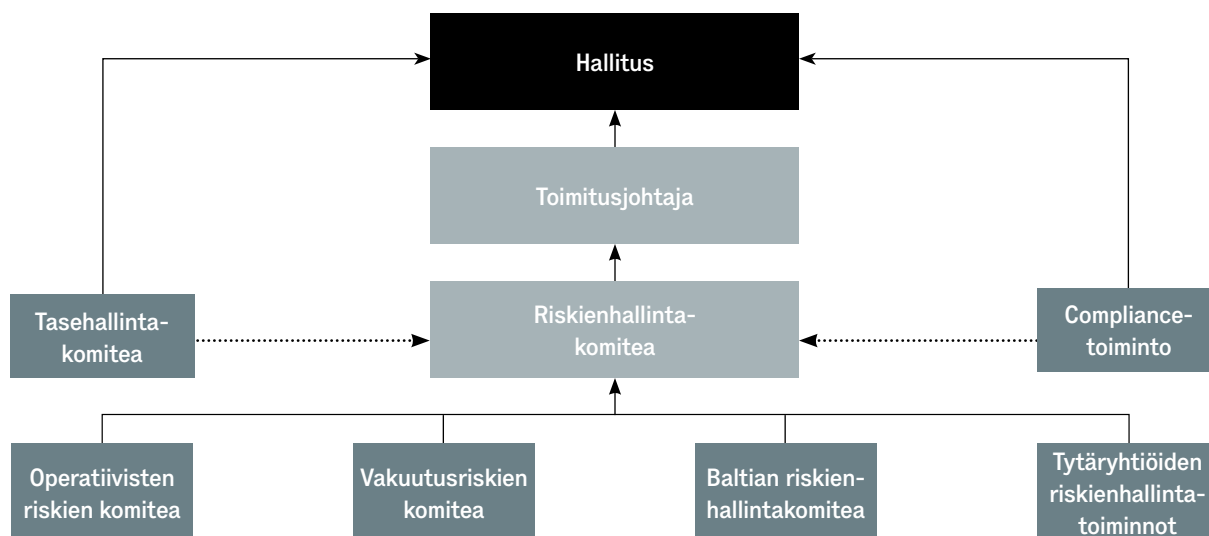 Hallitus
Toimitusjohtaja
Tasehallinta-
komitea
Riskienhallinta-
komitea
Compliance-
toiminto
Operatiivisten
riskien komitea
Vakuutusriskien
komitea
Baltian riskien-
hallintakomitea
Tytäryhtiöiden
riskienhallinta-
toiminnot